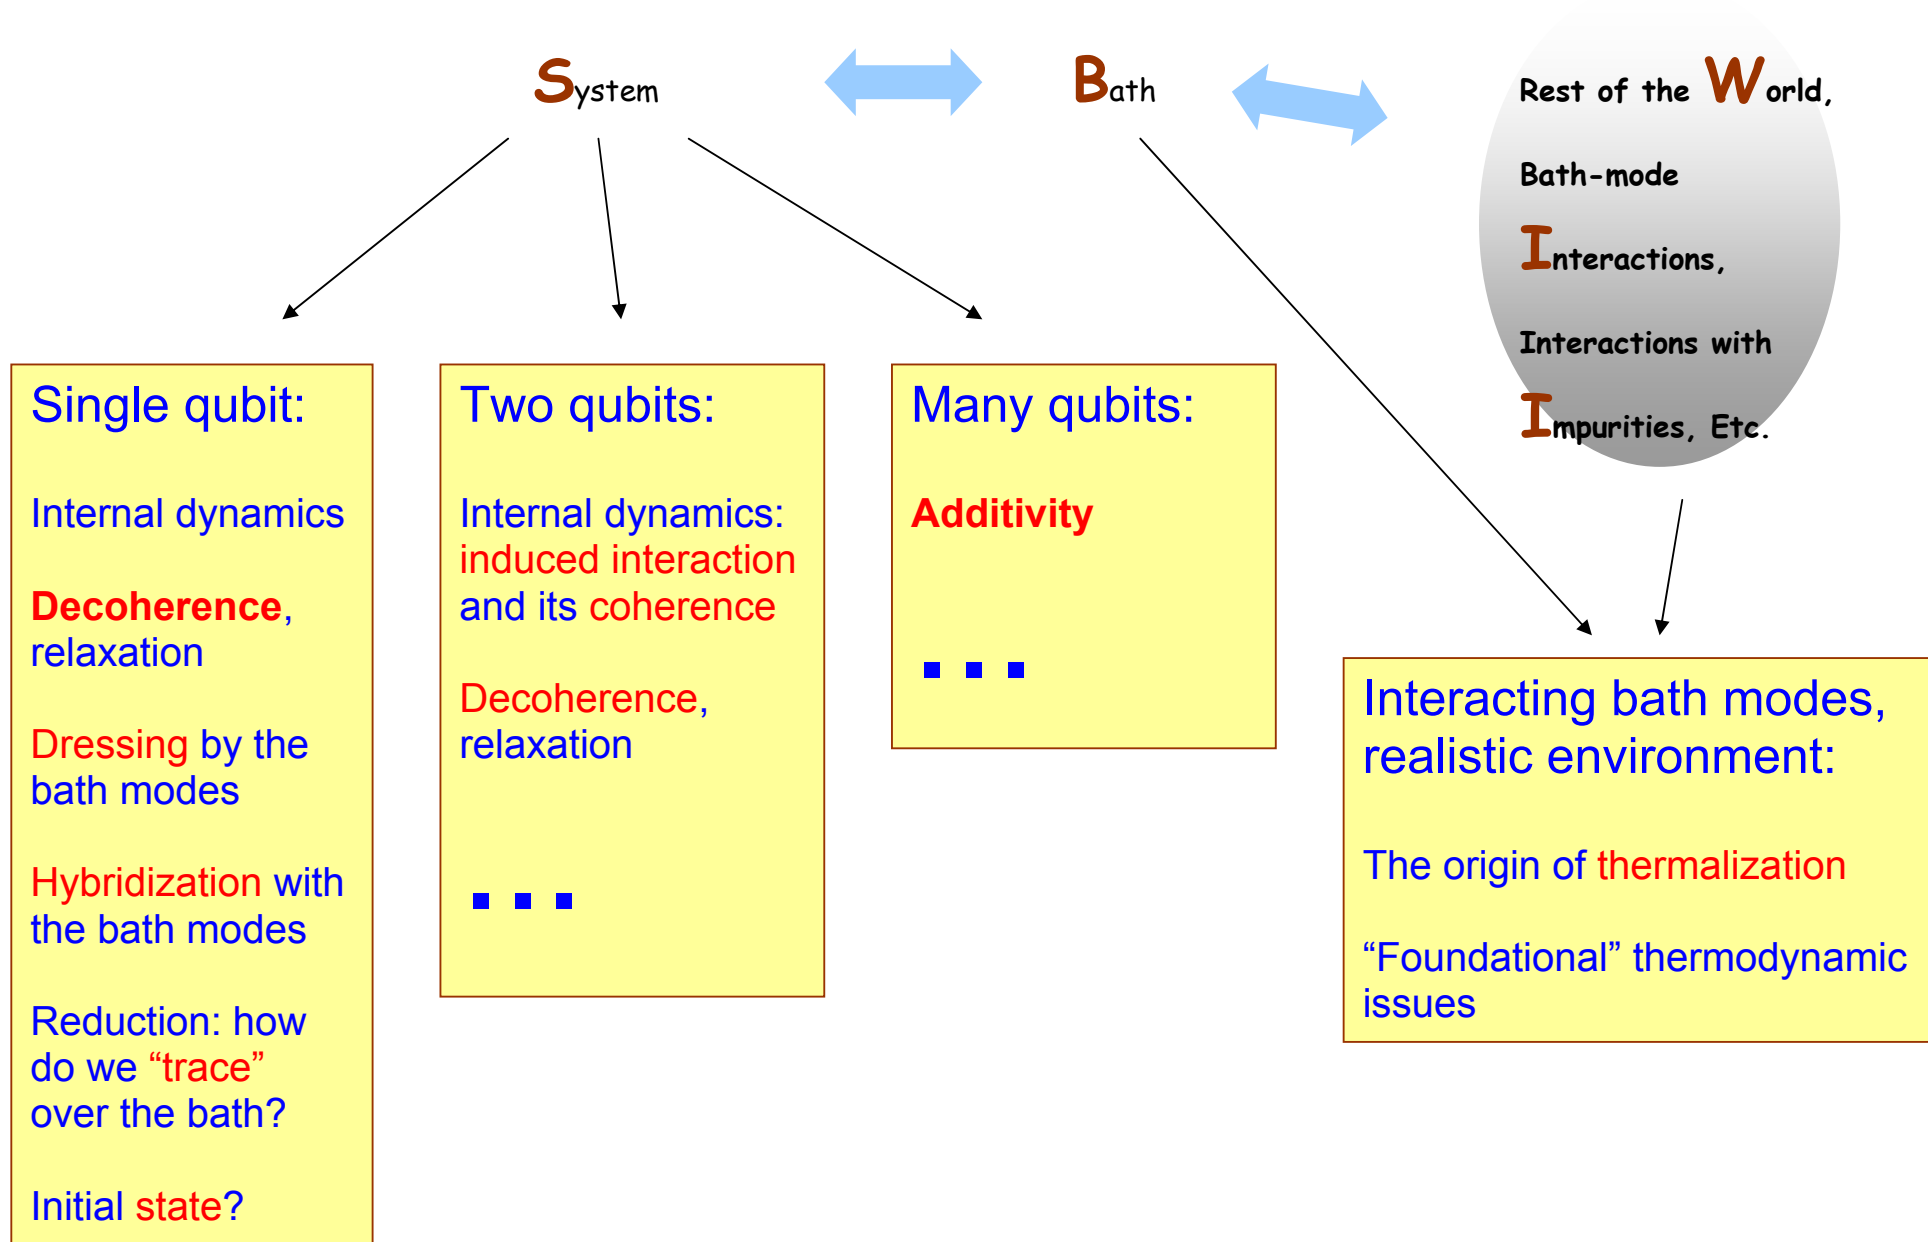 System
Bath
Rest of the World,
Bath-mode
Interactions,
Interactions with
Impurities, Etc.
Single qubit:
Internal dynamics
Decoherence,
relaxation
Dressing by the
bath modes
Hybridization with
the bath modes
Reduction: how
do we “trace”
over the bath?
Initial state?
Two qubits:
Internal dynamics:
induced interaction
and its coherence
Decoherence,
relaxation
...
Many qubits:
Additivity
...
Interacting bath modes,
realistic environment:
The origin of thermalization
“Foundational” thermodynamic
issues